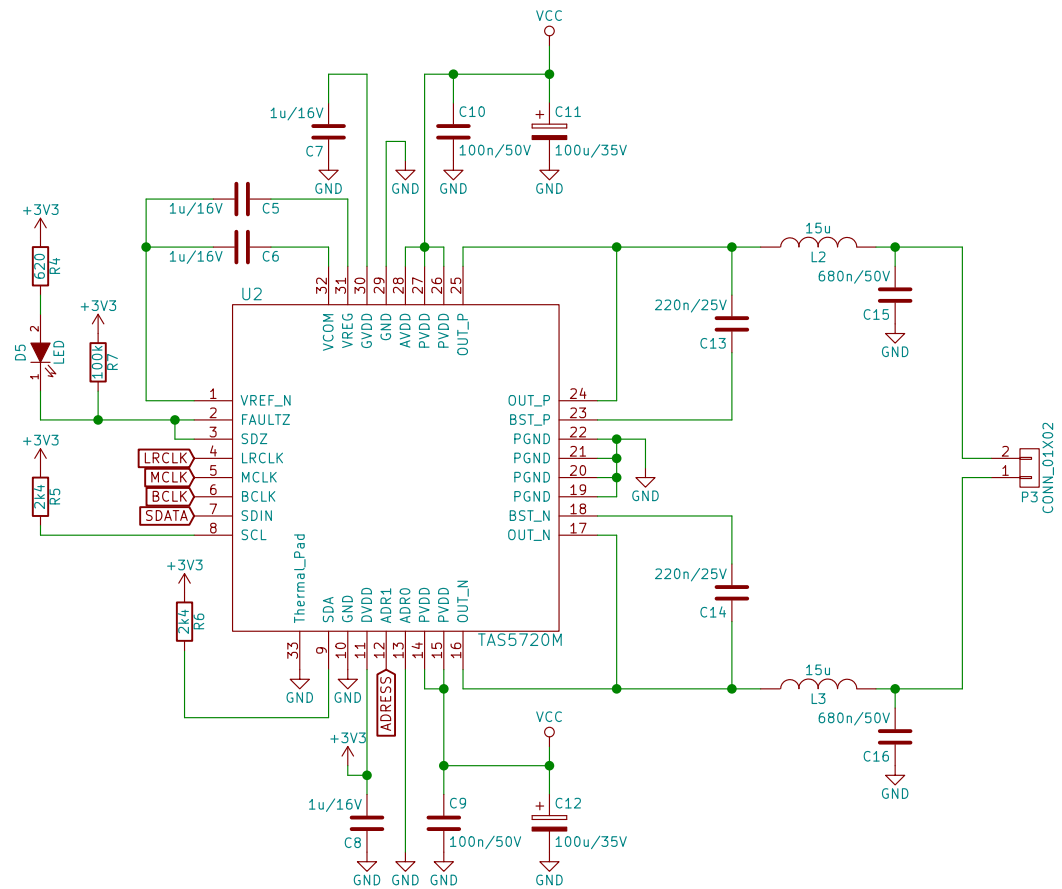 VCC
1u/16V
C7
GND
GND
C10
100n/50V
GND
C11
+
100u/35V
GND
1u/16V
C5
1u/16V
C6
+3V3
620
R4
2
D5
LED
1
+3V3
100k
R7
+3V3
2k4
R5
+3V3
2k4
R6
U2
32
31
30
29
28
27
26
25
VCOM
VREG
GVDD
GND
AVDD
PVDD
PVDD
OUT_P
1
VREF_N
2
FAULTZ
3
SDZ
LRCLK
4
LRCLK
MCLK
5
MCLK
BCLK
6
BCLK
SDATA
7
SDIN
8
SCL
OUT_P
24
BST_P
23
PGND
22
PGND
21
PGND
20
PGND
19
BST_N
18
OUT_N
17
GND
Thermal_Pad
SDA
GND
DVDD
ADR1
ADR0
PVDD
PVDD
OUT_N
33
9
10
11
12
13
14
15
16
TAS5720M
GND
GND
ADRESS
+3V3
1u/16V
C8
GND
GND
C9
100n/50V
GND
VCC
C12
+
100u/35V
GND
15u
L2
220n/25V
C13
680n/50V
C15
GND
2
1
P3
CONN_01X02
220n/25V
C14
15u
L3
680n/50V
C16
GND